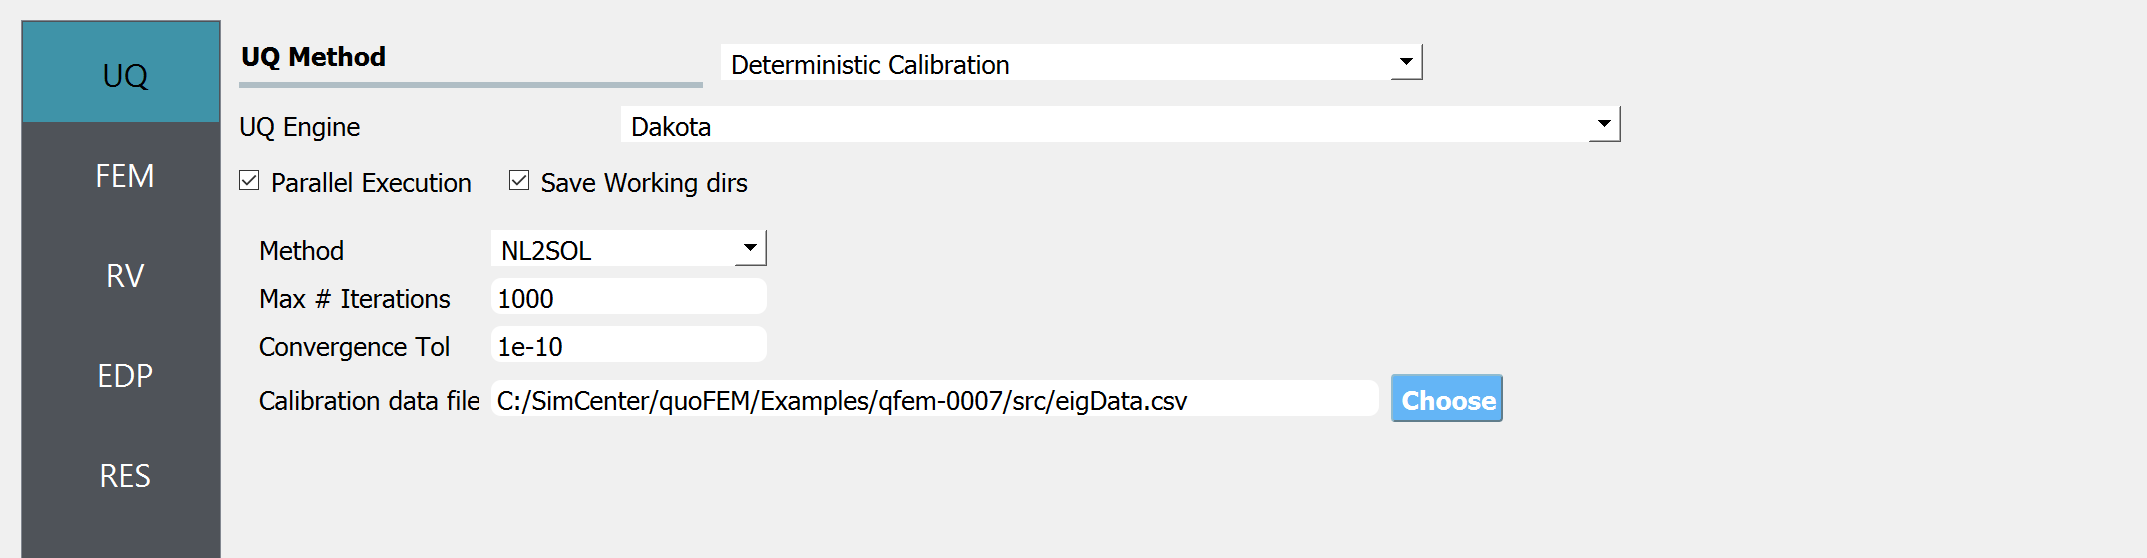 UQ
FEM
RV
EDP
RES
UQ Method
Deterministic Calibration
UQ Engine
Dakota
Parallel Execution
Save Working dirs
Method
NL2SOL
Max # Iterations
1000
Convergence Tol
1e-10
Calibration data file
C:/SimCenter/quoFEM/Examples/qfem-0007/src/eigData.csv
Choose